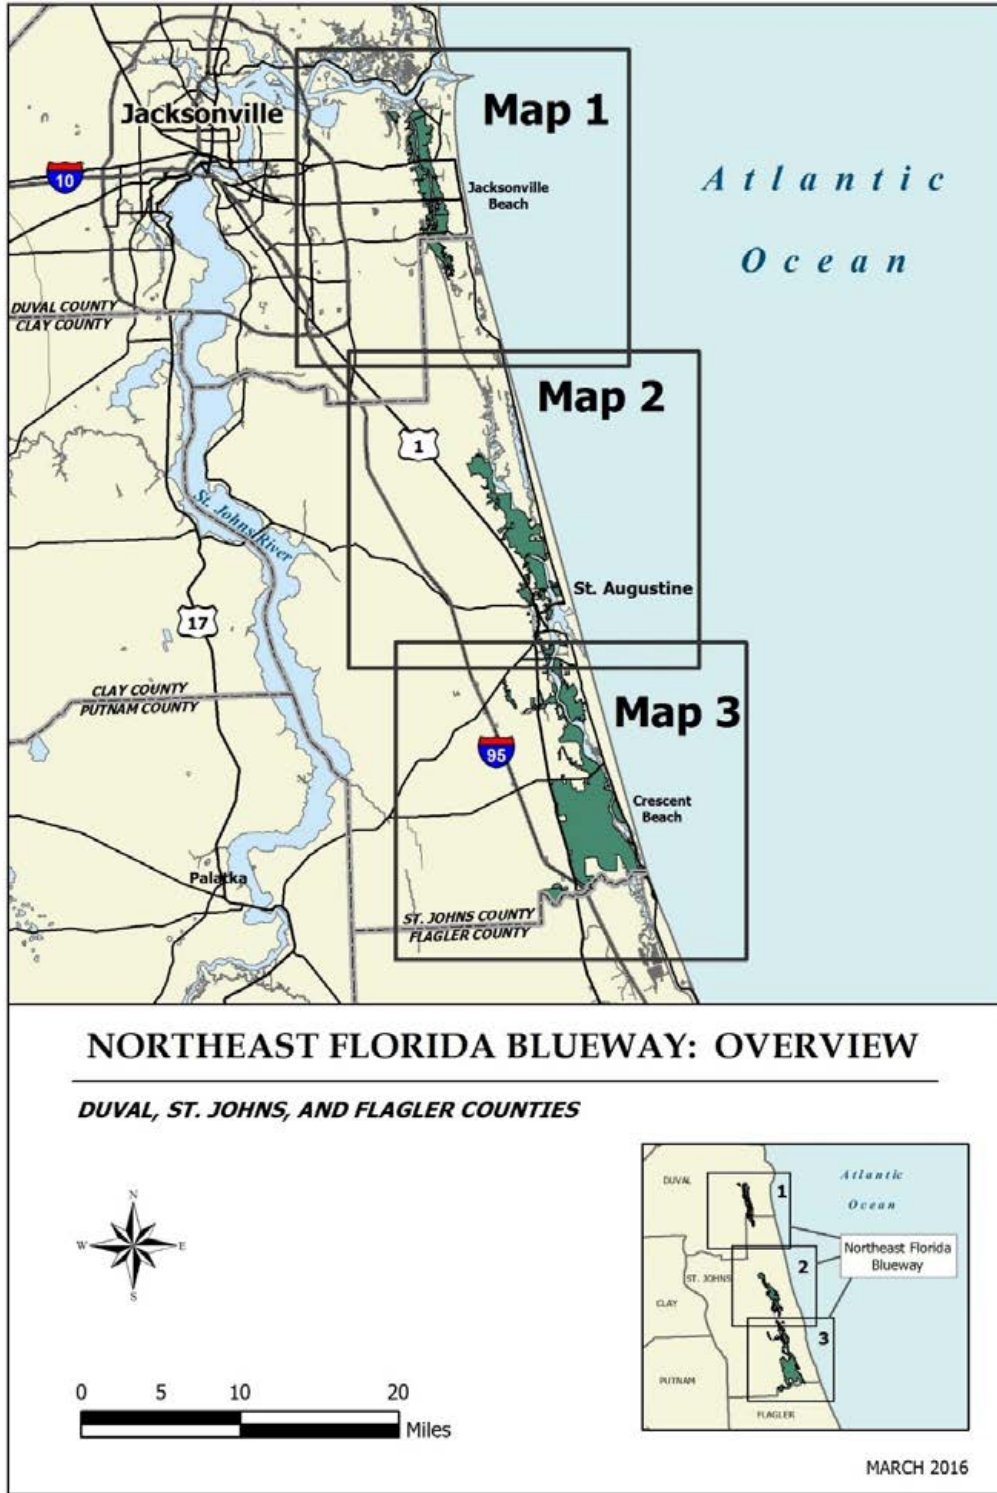 Jacksonville
Map 1
10
Jacksonville
Beach
Atlantic
Ocean
DUVAL COUNTY
CLAY COUNTY
Map 2
1
St. Johns River
St. Augustine
17
CLAY COUNTY
PUTNAM COUNTY
Map 3
95
Crescent
Beach
Palatka
ST. JOHNS COUNTY
FLAGLER COUNTY
NORTHEAST FLORIDA BLUEWAY: OVERVIEW
DUVAL, ST. JOHNS, AND FLAGLER COUNTIES
N
W E
S
0 5 10 20
Miles
DUVAL
1
Atlantic
Ocean
Northeast Florida
Blueway
2
ST. JOHNS
CLAY
3
PUTNAM
FLAGLER
MARCH 2016